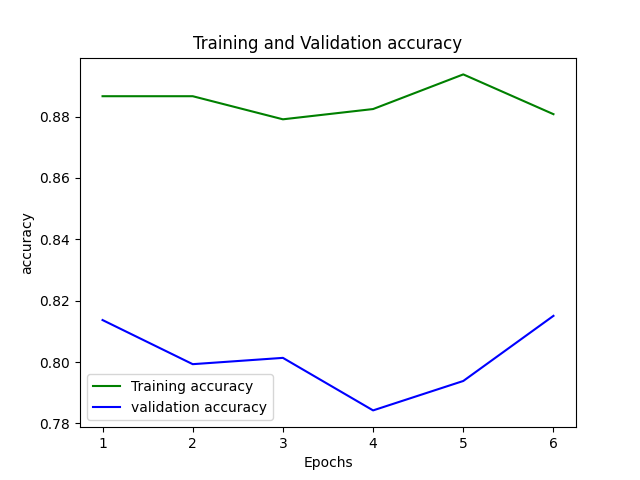 Training and Validation accuracy
accuracy
0.88
0.86
0.84
0.82
0.80
0.78
Training accuracy
validation accuracy
1 2 3 4 5 6
Epochs